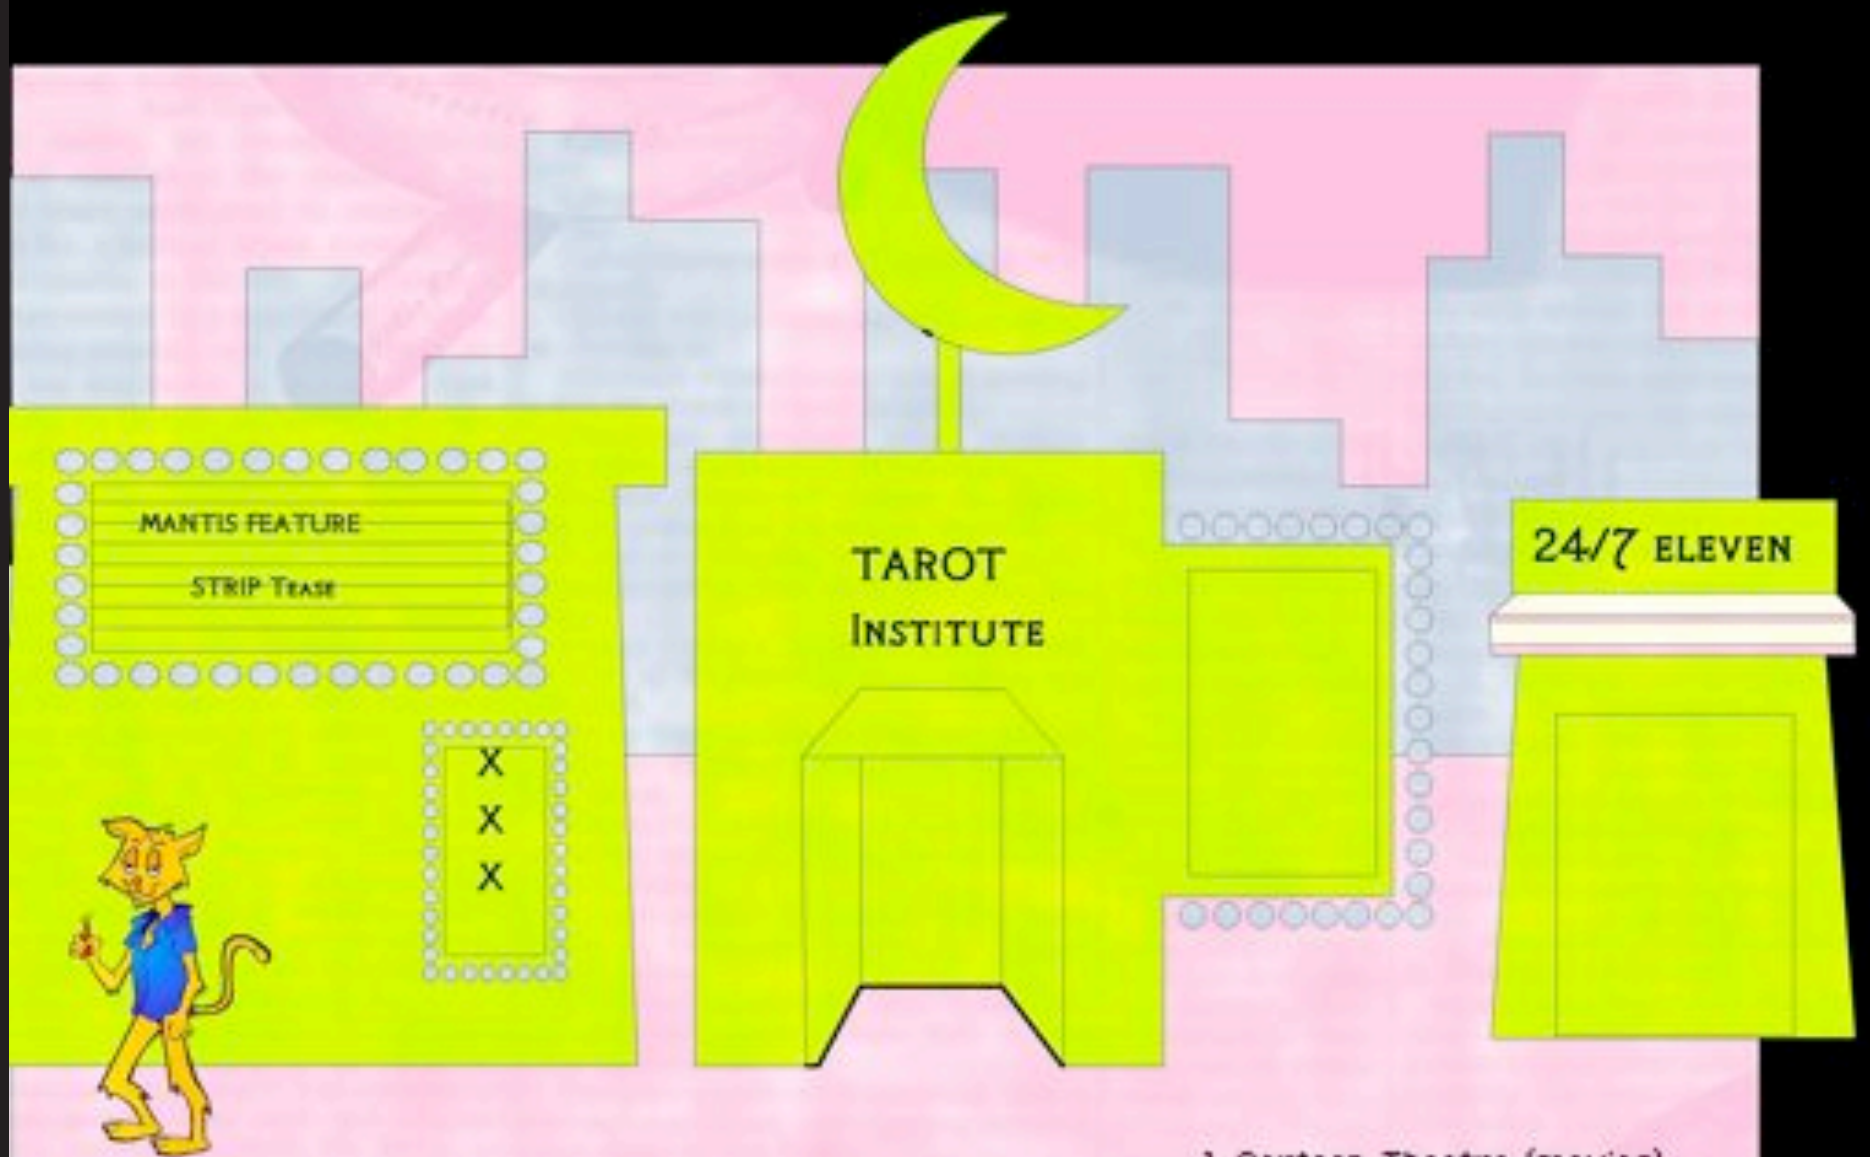 MANTIS FEATURE
STRIP TEASE
X
X
X
TAROT
INSTITUTE
24/7 ELEVEN